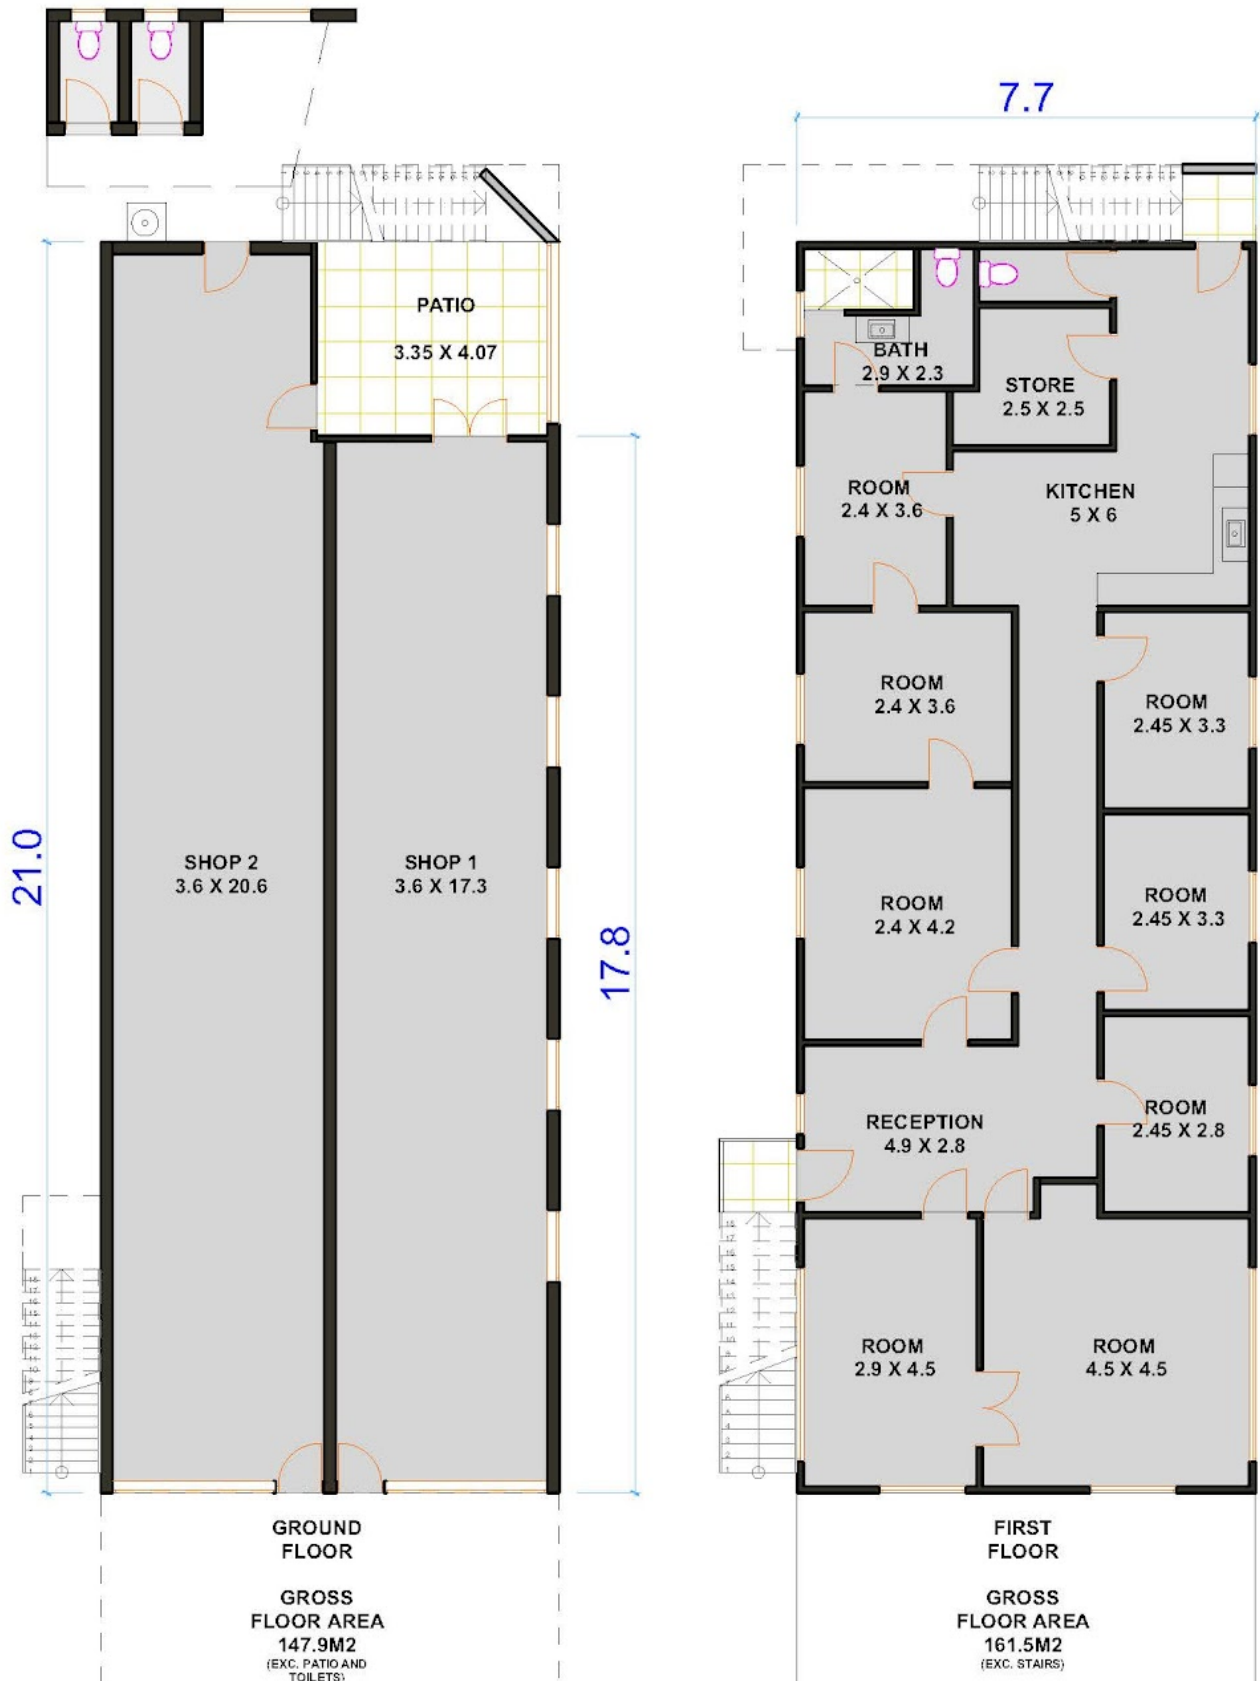 7.7
PATIO
3.35 X 4.07
BATH
2.9 X 2.3
STORE
2.5 X 2.5
ROOM
2.4 X 3.6
KITCHEN
5 X 6
ROOM
2.4 X 3.6
ROOM
2.45 X 3.3
21.0
SHOP 2
3.6 X 20.6
SHOP 1
3.6 X 17.3
17.8
ROOM
2.4 X 4.2
ROOM
2.45 X 3.3
RECEPTION
4.9 X 2.8
ROOM
2.45 X 2.8
ROOM
2.9 X 4.5
ROOM
4.5 X 4.5
GROUND
FLOOR
GROSS
FLOOR AREA
147.9M2
(EXC. PATIO AND
TOILETS)
FIRST
FLOOR
GROSS
FLOOR AREA
161.5M2
(EXC. STAIRS)